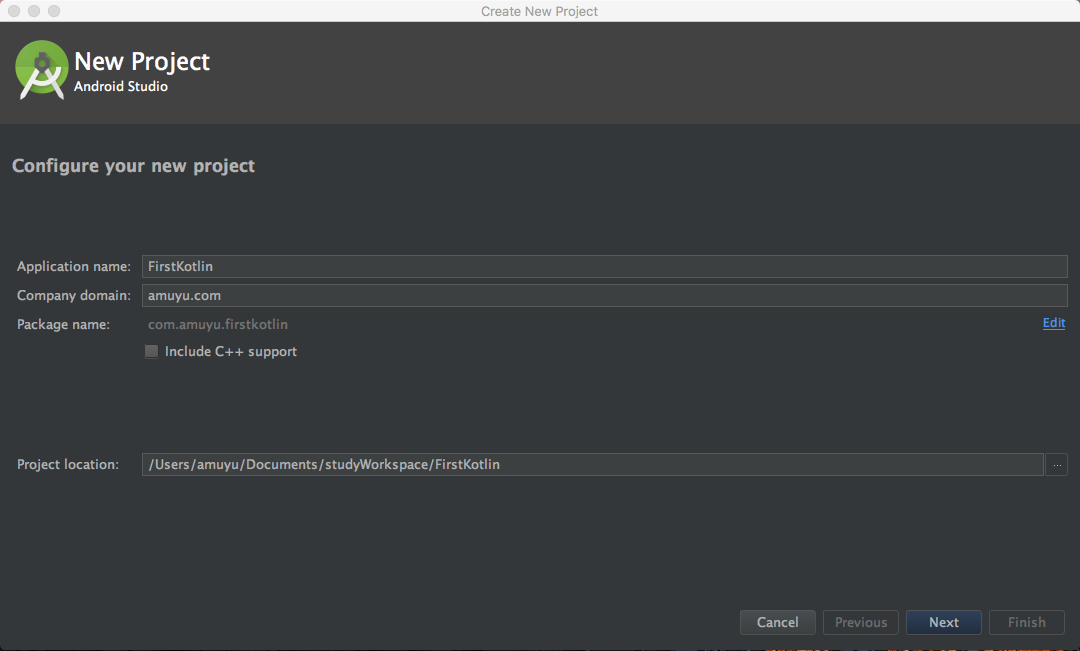 Create New Project
New Project
Android Studio
Configure your new project
Application name: FirstKotlin
Company domain: amuyu.com
Package name: com.amuyu.firstkotlin Edit
Include C++ support
Project location: /Users/amuyu/Documents/studyWorkspace/FirstKotlin ...
Cancel Previous Next Finish